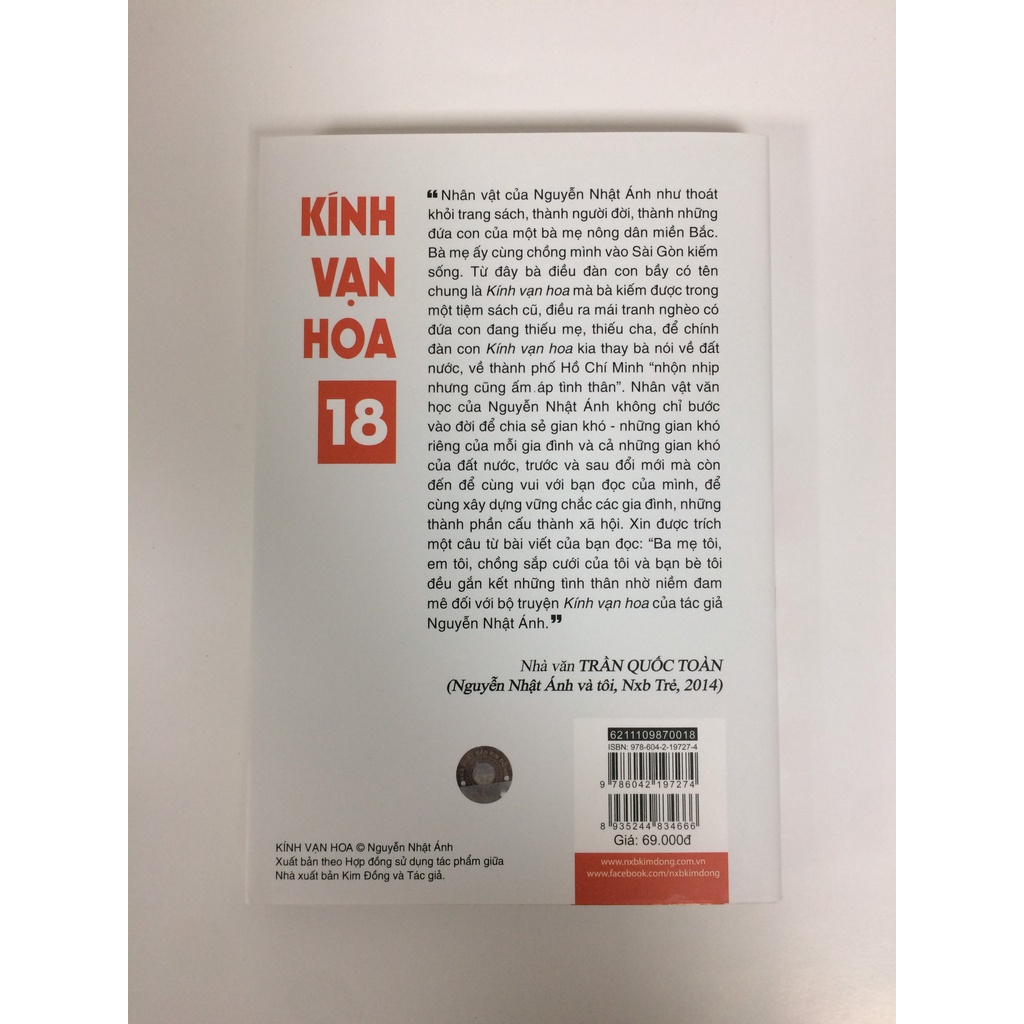 KÍNH
VẠN
HOA
18
❝Nhân vật của Nguyễn Nhật Ánh như thoát
khỏi trang sách, thành người đời, thành những
đứa con của một bà mẹ nông dân miền Bắc.
Bà mẹ ấy cùng chồng mình vào Sài Gòn kiếm
sống. Từ đây bà điều đàn con bầy có tên
chung là Kính vạn hoa mà bà kiếm được trong
một tiệm sách cũ, điều ra mái tranh nghèo có
đứa con đang thiếu mẹ, thiếu cha, để chính
đàn con Kính vạn hoa kia thay bà nói về đất
nước, về thành phố Hồ Chí Minh “nhộn nhịp
nhưng cũng ấm áp tình thân”. Nhân vật văn
học của Nguyễn Nhật Ánh không chỉ bước
vào đời để chia sẻ gian khó - những gian khó
riêng của mỗi gia đình và cả những gian khó
của đất nước, trước và sau đổi mới mà còn
đến để cùng vui với bạn đọc của mình, để
cùng xây dựng vững chắc các gia đình, những
thành phần cấu thành xã hội. Xin được trích
một câu từ bài viết của bạn đọc: “Ba mẹ tôi,
em tôi, chồng sắp cưới của tôi và bạn bè tôi
đều gắn kết những tình thân nhờ niềm đam
mê đối với bộ truyện Kính vạn hoa của tác giả
Nguyễn Nhật Ánh.❞
Nhà văn TRẦN QUỐC TOÀN
(Nguyễn Nhật Ánh và tôi, Nxb Trẻ, 2014)
6211109870018
ISBN: 978-604-2-19727-4
9 786042 197274
8 935244 834666
Giá: 69.000đ
www.nxbkimdong.com.vn
www.facebook.com/nxbkimdong
KÍNH VẠN HOA © Nguyễn Nhật Ánh
Xuất bản theo Hợp đồng sử dụng tác phẩm giữa
Nhà xuất bản Kim Đồng và Tác giả.